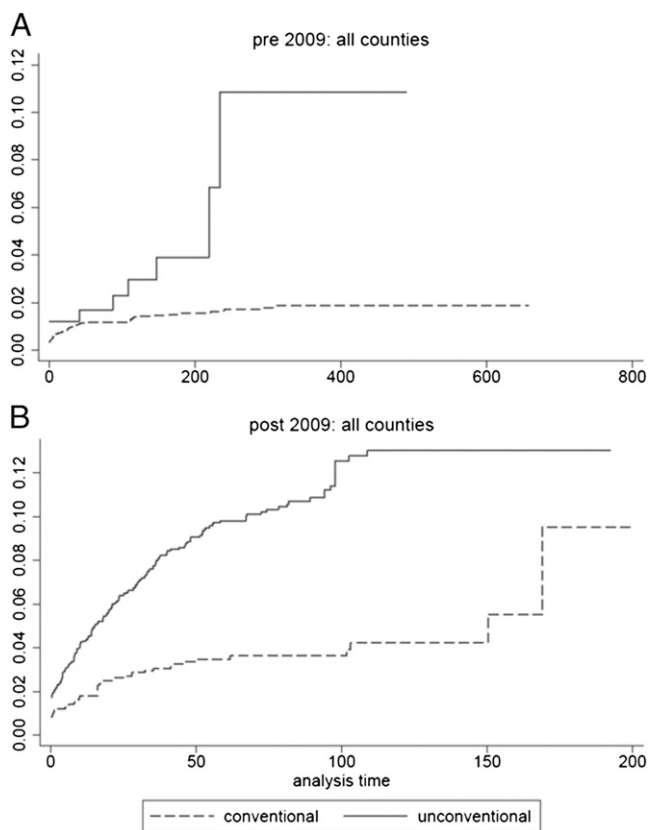 A
pre 2009: all counties
0.12
0.10
0.08
0.06
0.04
0.02
0.00
0 200 400 600 800
B
post 2009: all counties
0.12
0.10
0.08
0.06
0.04
0.02
0.00
0 50 100 150 200
analysis time
conventional unconventional